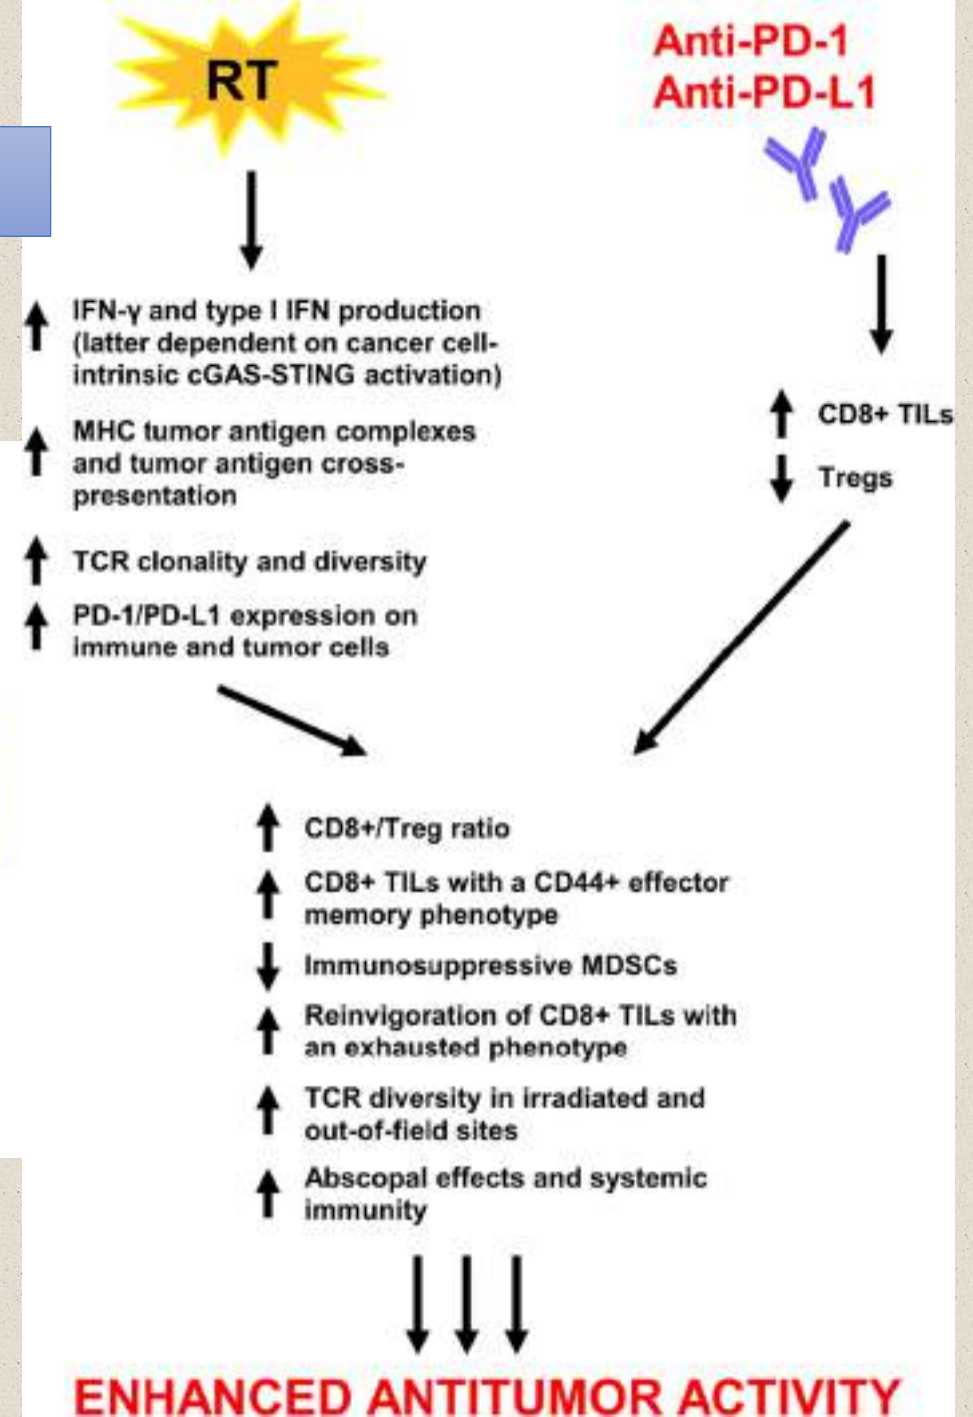 RT
Anti-PD-1
Anti-PD-L1
IFN-γ and type I IFN production
(latter dependent on cancer cell-
intrinsic cGAS-STING activation)
MHC tumor antigen complexes
and tumor antigen cross-
presentation
TCR clonality and diversity
PD-1/PD-L1 expression on
immune and tumor cells
CD8+ TILs
Tregs
CD8+/Treg ratio
CD8+ TILs with a CD44+ effector
memory phenotype
Immunosuppressive MDSCs
Reinvigoration of CD8+ TILs with
an exhausted phenotype
TCR diversity in irradiated and
out-of-field sites
Abscopal effects and systemic
immunity
ENHANCED ANTITUMOR ACTIVITY